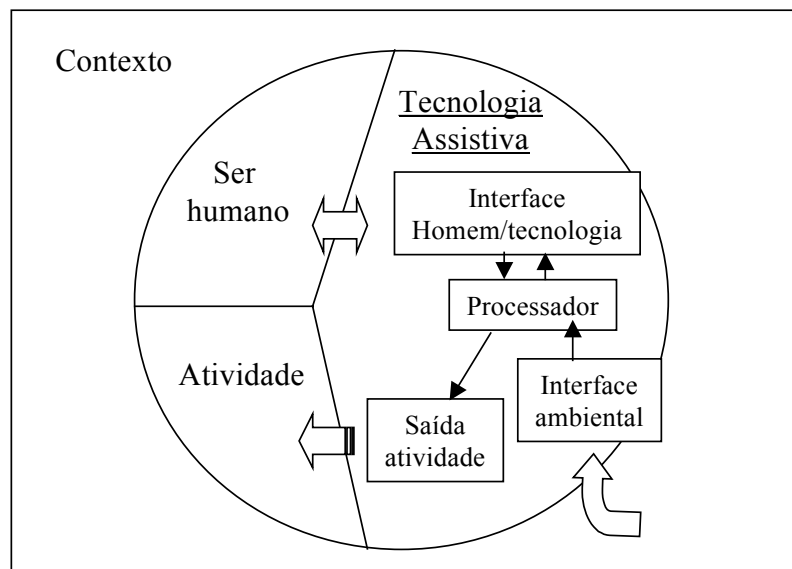 Contexto
Tecnologia
Assistiva
Ser
humano
Interface
Homem/tecnologia
Processador
Atividade
Interface
ambiental
Saída
atividade